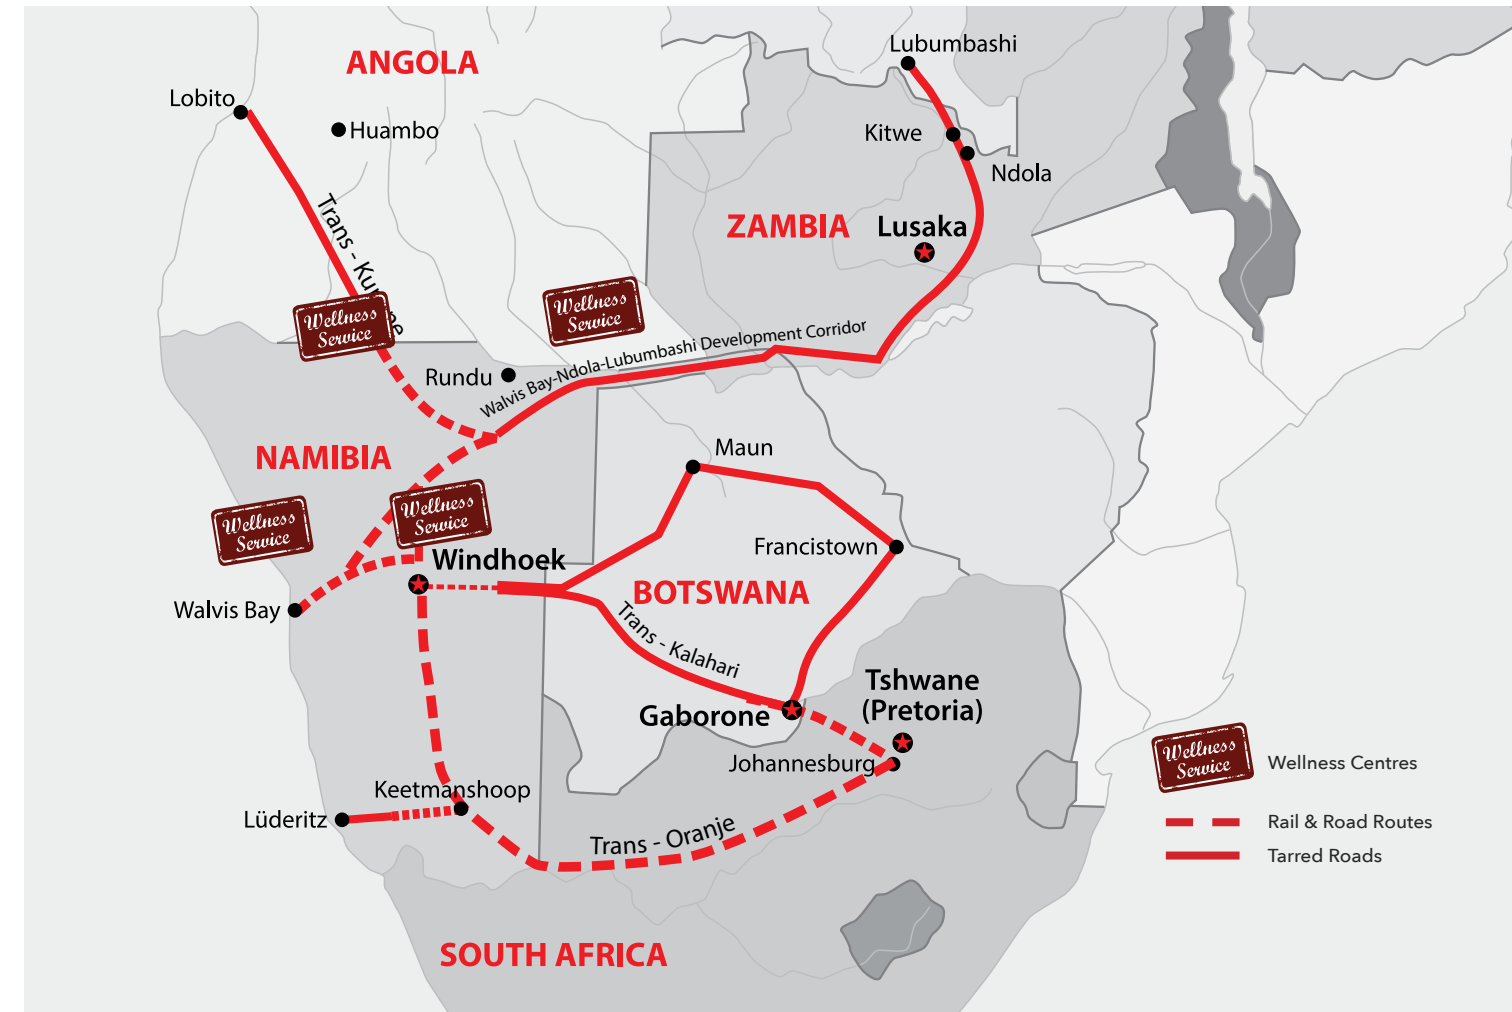 Lubumbashi
ANGOLA
Lobito
Huambo
Kitwe
Ndola
Trans - Kunene
ZAMBIA
Lusaka
Wellness
Service
Wellness
Service
Walvis Bay-Ndola-Lubumbashi Development Corridor
Rundu
NAMIBIA
Maun
Wellness
Service
Wellness
Service
Windhoek
Francistown
BOTSWANA
Walvis Bay
Trans - Kalahari
Tshwane
(Pretoria)
Gaborone
Johannesburg
Keetmanshoop
Lüderitz
Trans - Oranje
SOUTH AFRICA
Wellness
Service
Wellness Centres
Rail & Road Routes
Tarred Roads